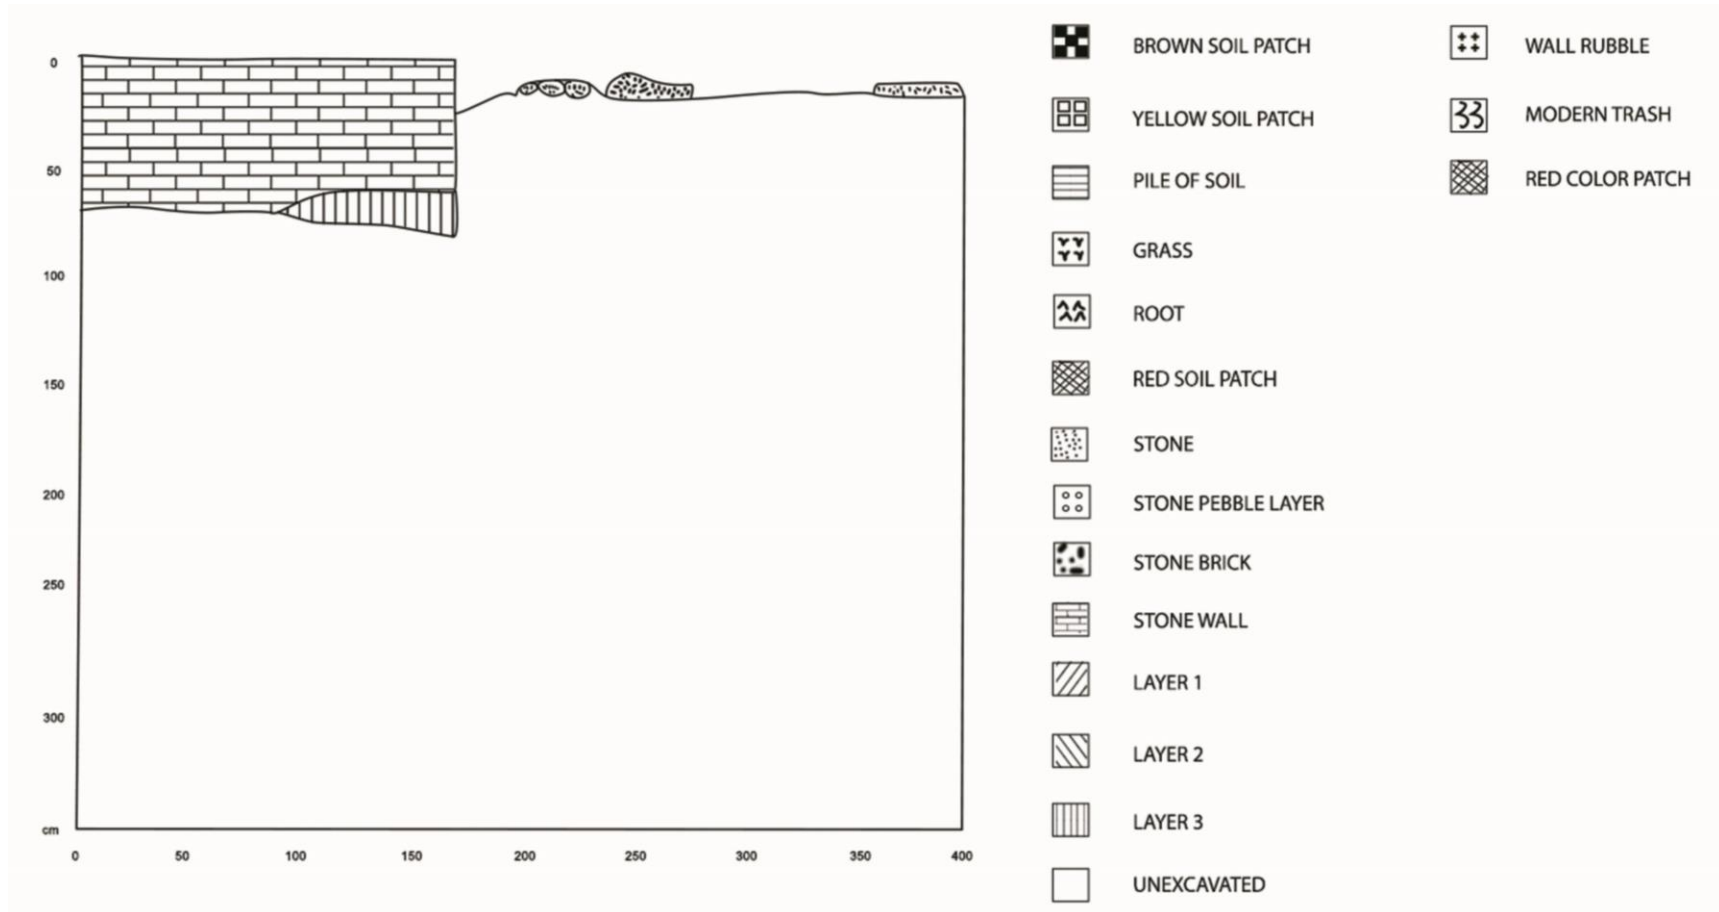 0
50
100
150
200
250
300
cm
0 50 100 150 200 250 300 350 400
BROWN SOIL PATCH
YELLOW SOIL PATCH
PILE OF SOIL
GRASS
ROOT
RED SOIL PATCH
STONE
STONE PEBBLE LAYER
STONE BRICK
STONE WALL
LAYER 1
LAYER 2
LAYER 3
UNEXCAVATED
WALL RUBBLE
MODERN TRASH
RED COLOR PATCH